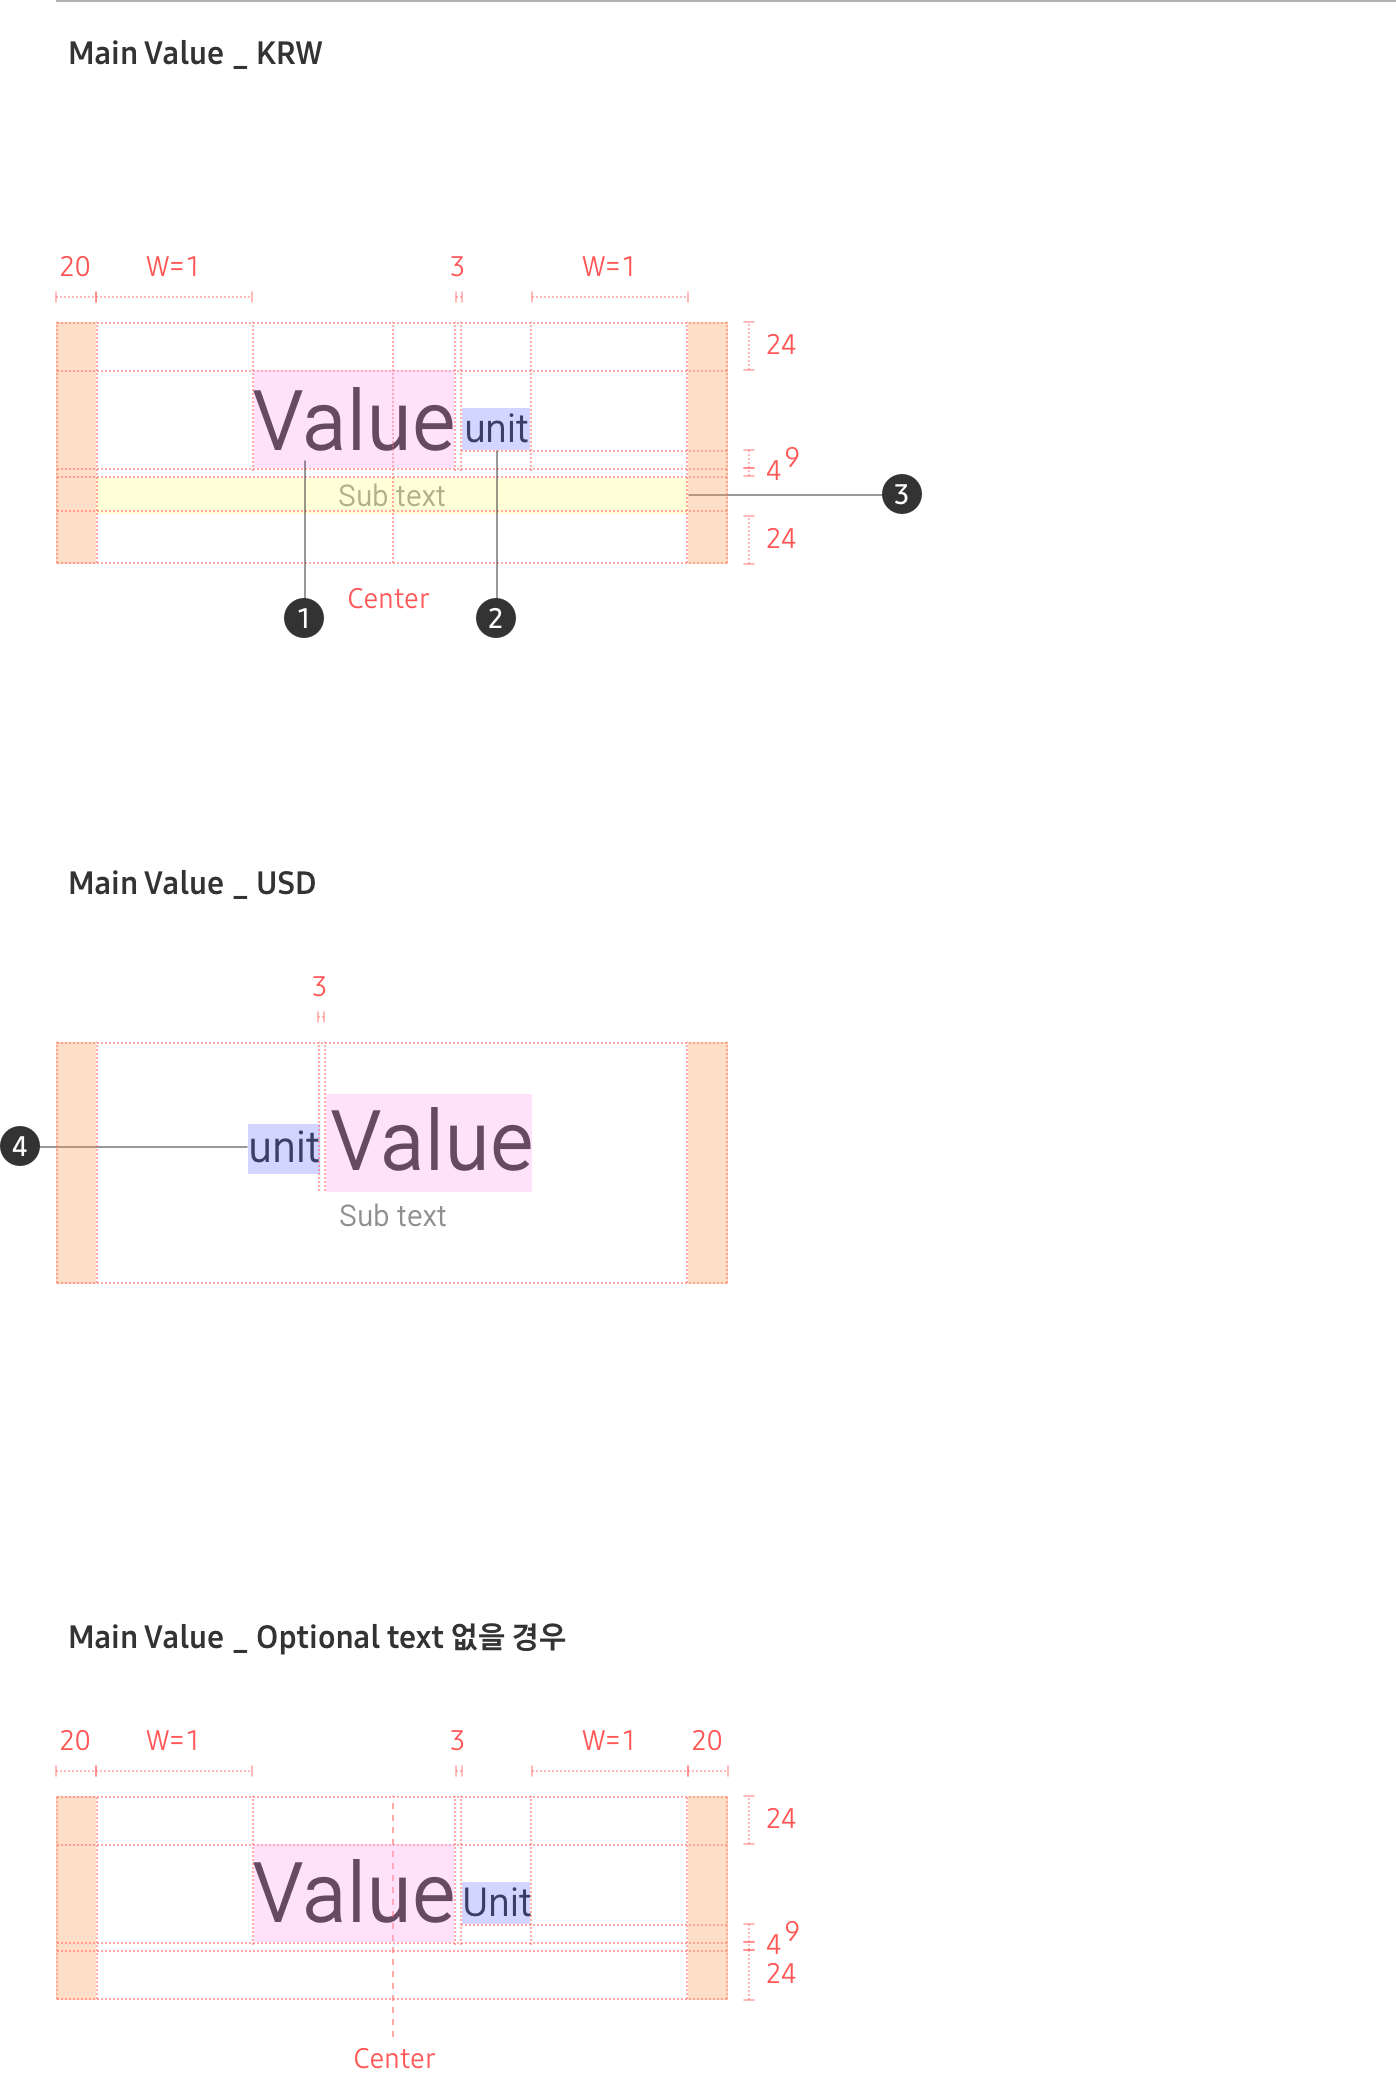 Main Value _ KRW
20 W=1 3 W=1
24
Value unit
9
4
Sub text
3
24
Center
1 2
Main Value _ USD
3
4 unit Value
Sub text
Main Value _ Optional text 없을 경우
20 W=1 3 W=1 20
24
Value Unit
9
4
24
Center